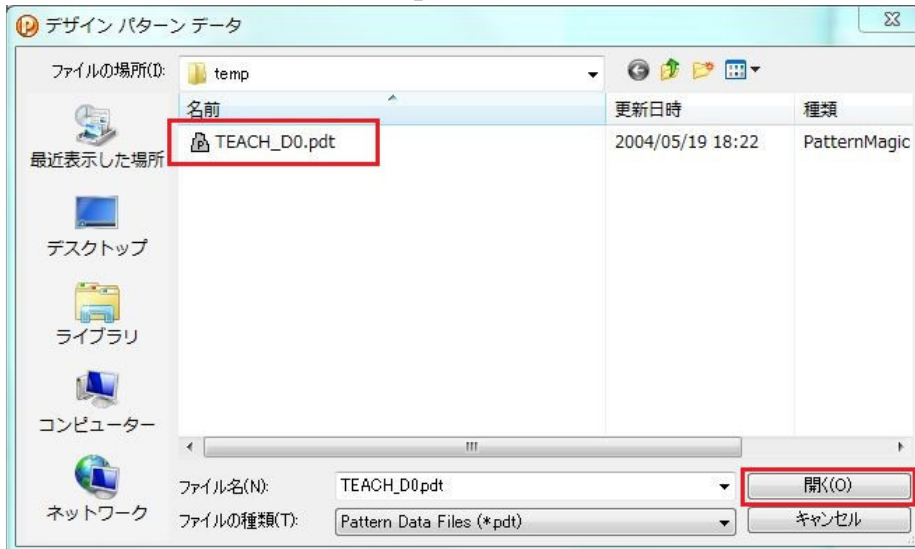 デザイン パターン データ
ファイルの場所(I):
temp
名前
更新日時
種類
TEACH_D0.pdt
2004/05/19 18:22
PatternMagic
最近表示した場所
デスクトップ
ライブラリ
コンピューター
ネットワーク
ファイル名(N):
TEACH_D0.pdt
開く(O)
ファイルの種類(T):
Pattern Data Files (*.pdt)
キャンセル